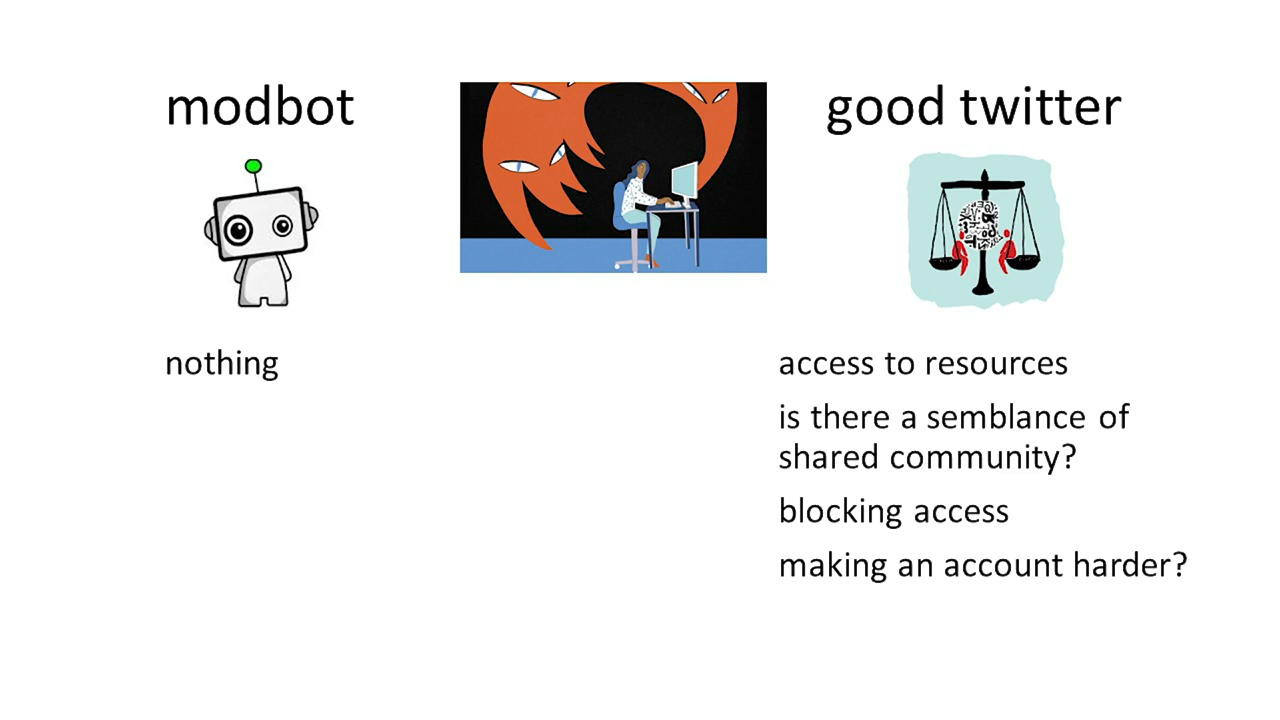 modbot
good twitter
nothing
access to resources
is there a semblance of
shared community?
blocking access
making an account harder?